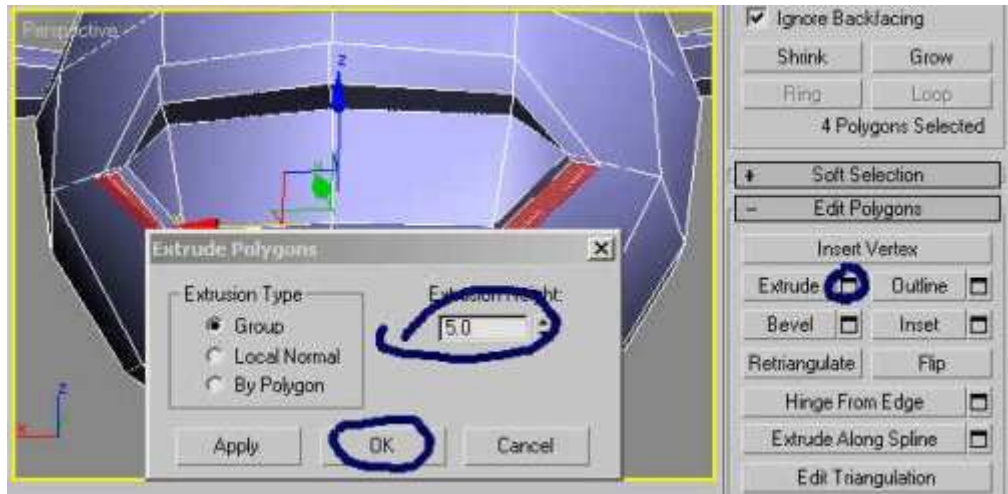 Perspective
z
x
z
x
Extrude Polygons
Extrusion Type
Group
Local Normal
By Polygon
Extrusion Height:
5.0
Apply
OK
Cancel
Ignore Backfacing
Shrink
Grow
Ring
Loop
4 Polygons Selected
+ Soft Selection
- Edit Polygons
Insert Vertex
Extrude
Outline
Bevel
Inset
Retriangulate
Flip
Hinge From Edge
Extrude Along Spline
Edit Triangulation